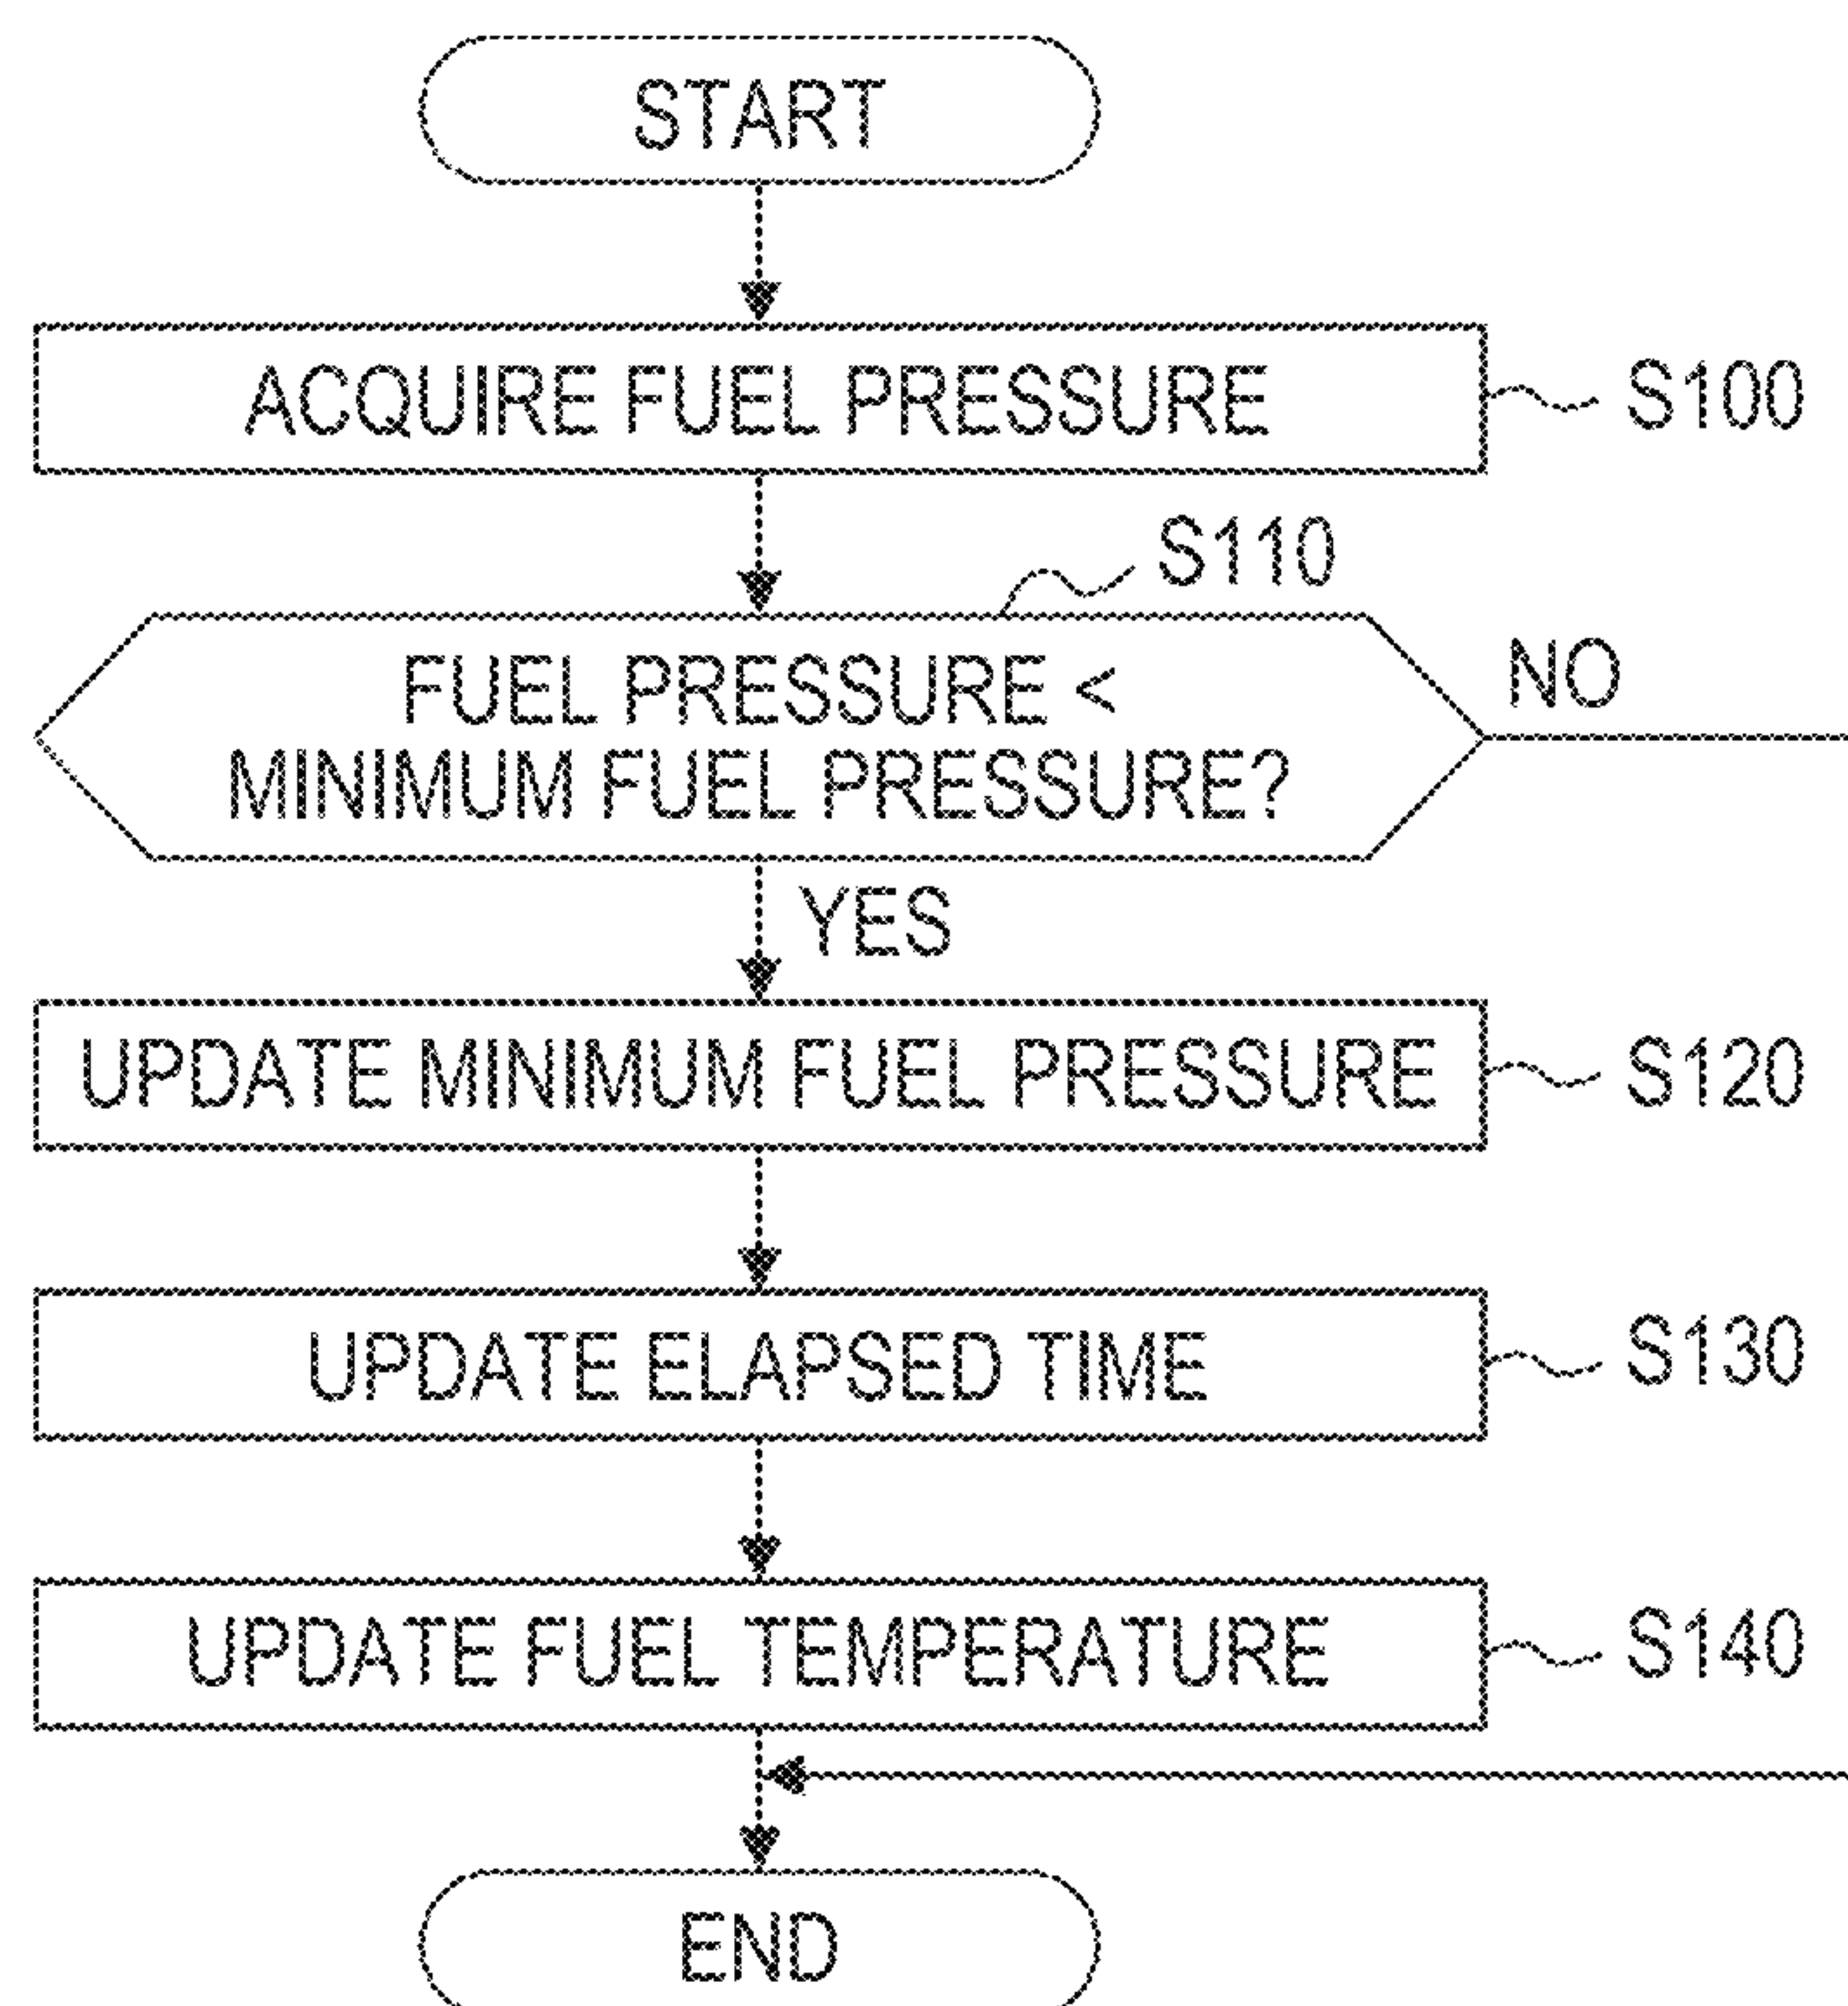 START
ACQUIRE FUEL PRESSURE
S100
S110
FUEL PRESSURE <
MINIMUM FUEL PRESSURE?
NO
YES
UPDATE MINIMUM FUEL PRESSURE
S120
UPDATE ELAPSED TIME
S130
UPDATE FUEL TEMPERATURE
S140
END